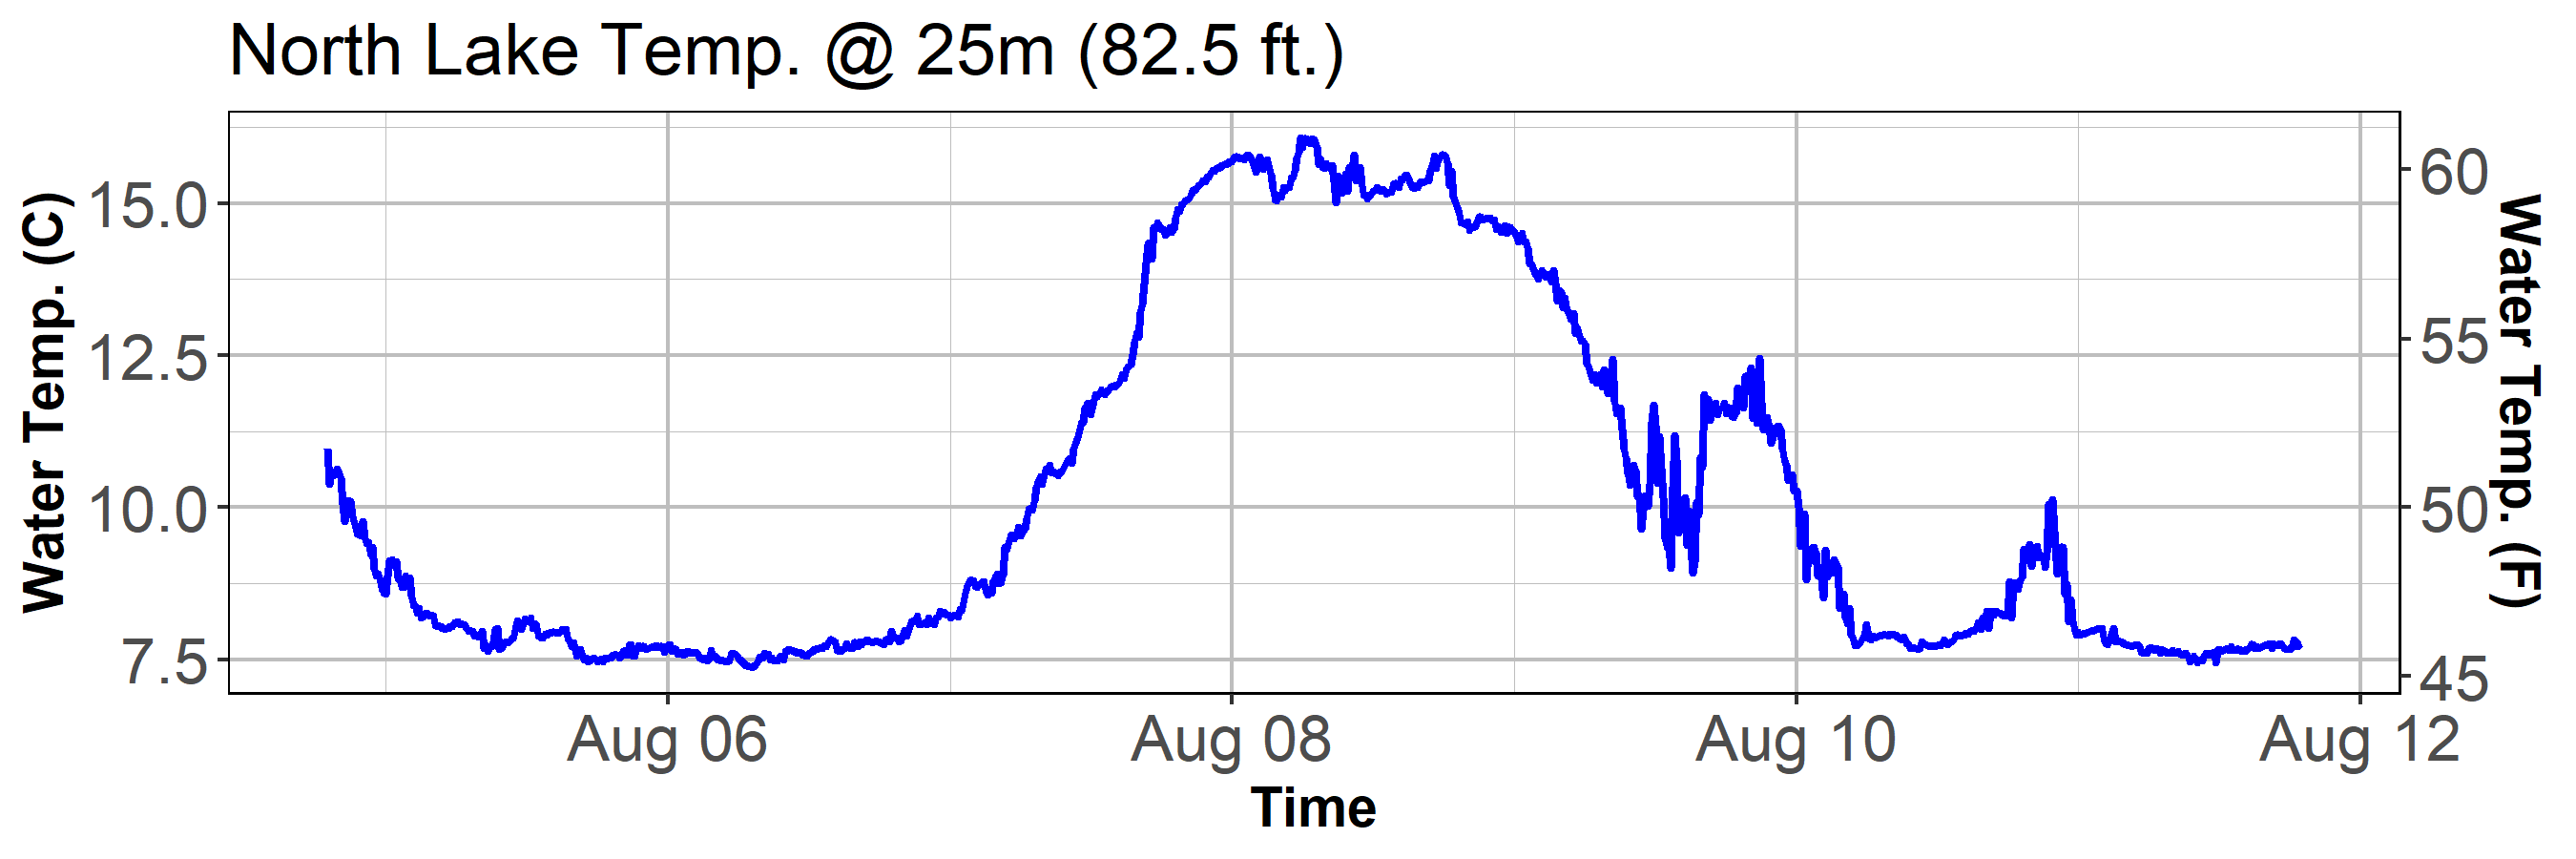 North Lake Temp. @ 25m (82.5 ft.)
Water Temp. (C)
15.0
12.5
10.0
7.5
60
55
50
45
Water Temp. (F)
Aug 06 Aug 08 Aug 10 Aug 12
Time